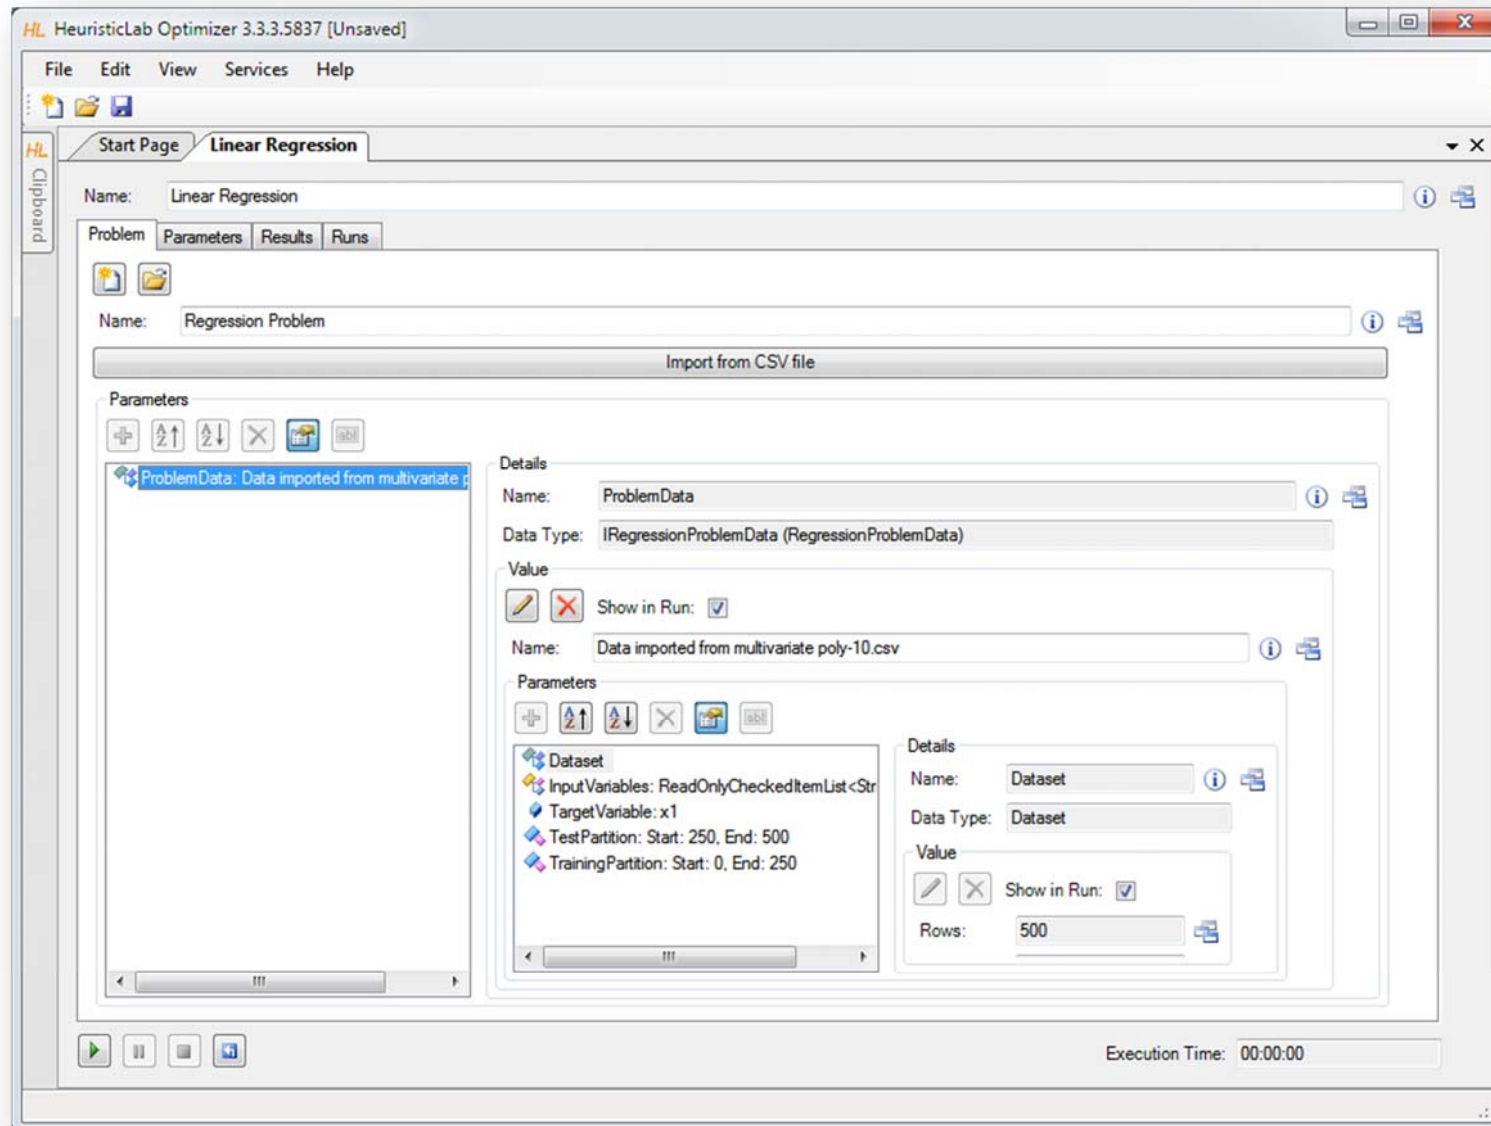 HL HeuristicLab Optimizer 3.3.3.5837 [Unsaved]
File Edit View Services Help
HL Clipboard
Start Page Linear Regression
Name: Linear Regression
Problem Parameters Results Runs
Name: Regression Problem
Import from CSV file
Parameters
ProblemData: Data imported from multivariate p
Details
Name: ProblemData
Data Type: IRegressionProblemData (RegressionProblemData)
Value
Show in Run:
Name: Data imported from multivariate poly-10.csv
Parameters
Dataset
InputVariables: ReadOnlyCheckedItemList<Str
TargetVariable: x1
TestPartition: Start: 250, End: 500
TrainingPartition: Start: 0, End: 250
Details
Name: Dataset
Data Type: Dataset
Value
Show in Run:
Rows: 500
Execution Time: 00:00:00